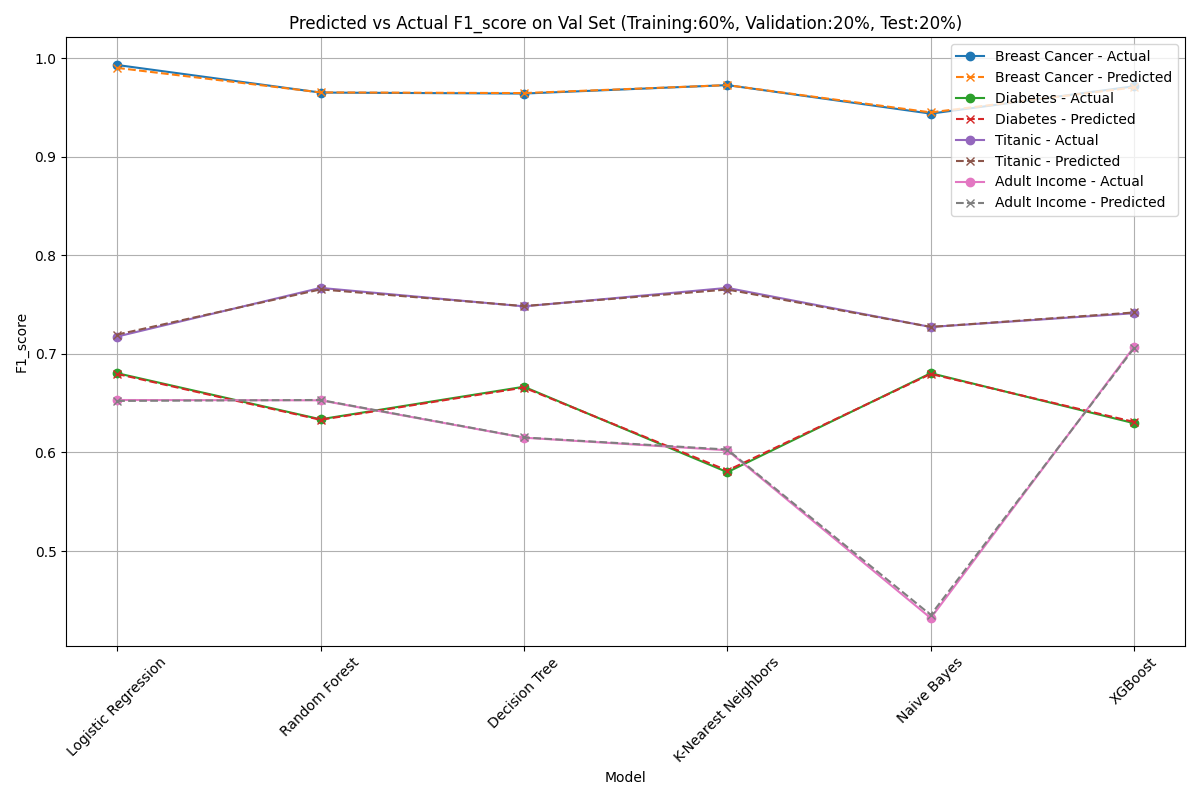 Predicted vs Actual F1_score on Val Set (Training:60%, Validation:20%, Test:20%)
Breast Cancer - Actual
Breast Cancer - Predicted
Diabetes - Actual
Diabetes - Predicted
Titanic - Actual
Titanic - Predicted
Adult Income - Actual
Adult Income - Predicted
F1_score
1.0
0.9
0.8
0.7
0.6
0.5
Logistic Regression
Random Forest
Decision Tree
K-Nearest Neighbors
Naive Bayes
XGBoost
Model